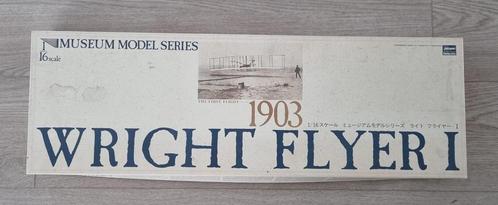 1/16 scale
MUSEUM MODEL SERIES
THE FIRST FLIGHT
1903
1/16スケール ミュージアムモデルシリーズ ライト フライヤー I
WRIGHT FLYER I